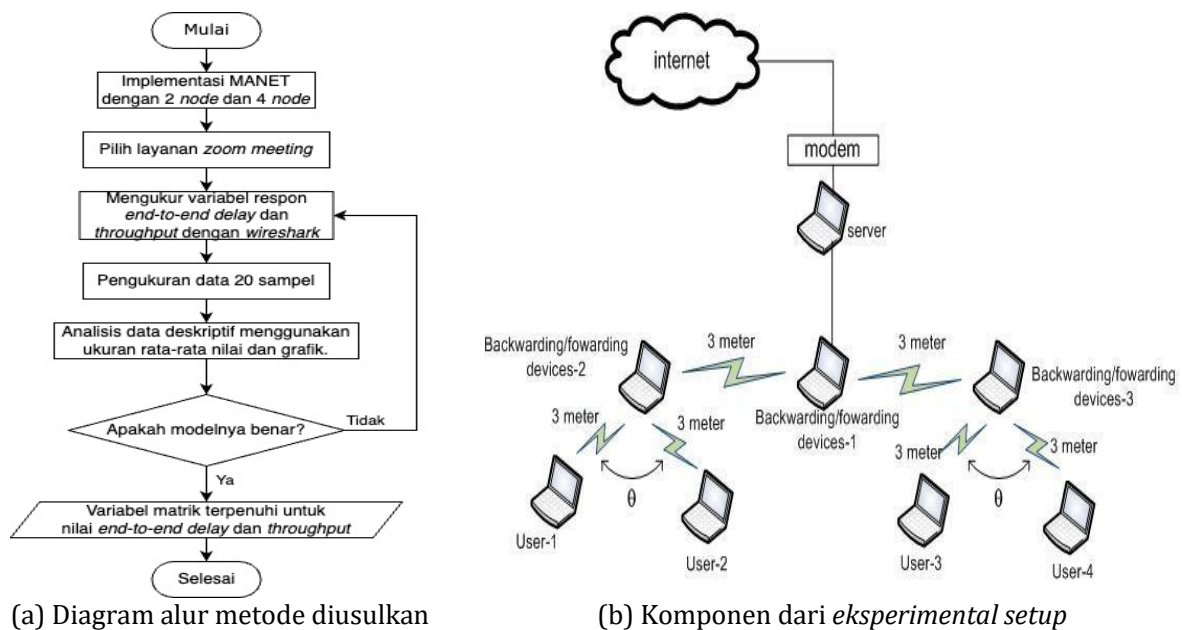 Mulai
Implementasi MANET
dengan 2 node dan 4 node
Pilih layanan zoom meeting
Mengukur variabel respon
end-to-end delay dan
throughput dengan wireshark
Pengukuran data 20 sampel
Analisis data deskriptif menggunakan
ukuran rata-rata nilai dan grafik.
Apakah modelnya benar?
Tidak
Ya
Variabel matrik terpenuhi untuk
nilai end-to-end delay dan throughput
Selesai
(a) Diagram alur metode diusulkan
internet
modem
server
Backwarding/fowarding
devices-2
3 meter
3 meter
Backwarding/fowarding
devices-1
Backwarding/fowarding
devices-3
3 meter
3 meter
θ
User-1
User-2
3 meter
3 meter
θ
User-3
User-4
(b) Komponen dari eksperimental setup